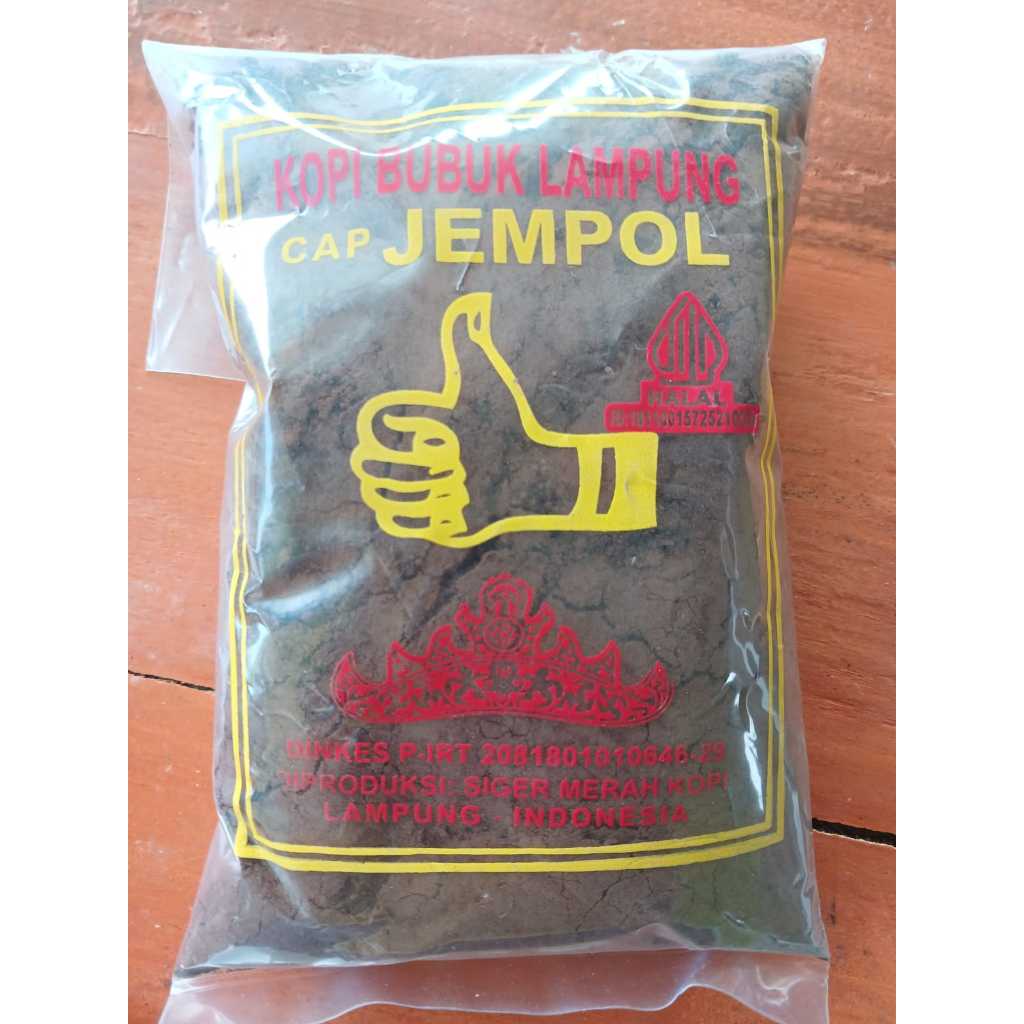 KOPI BUBUK LAMPUNG
CAP JEMPOL
HALAL
DINKES P-IRT 2081801010646-29
DIPRODUKSI: SIGER MERAH KOPI
LAMPUNG - INDONESIA